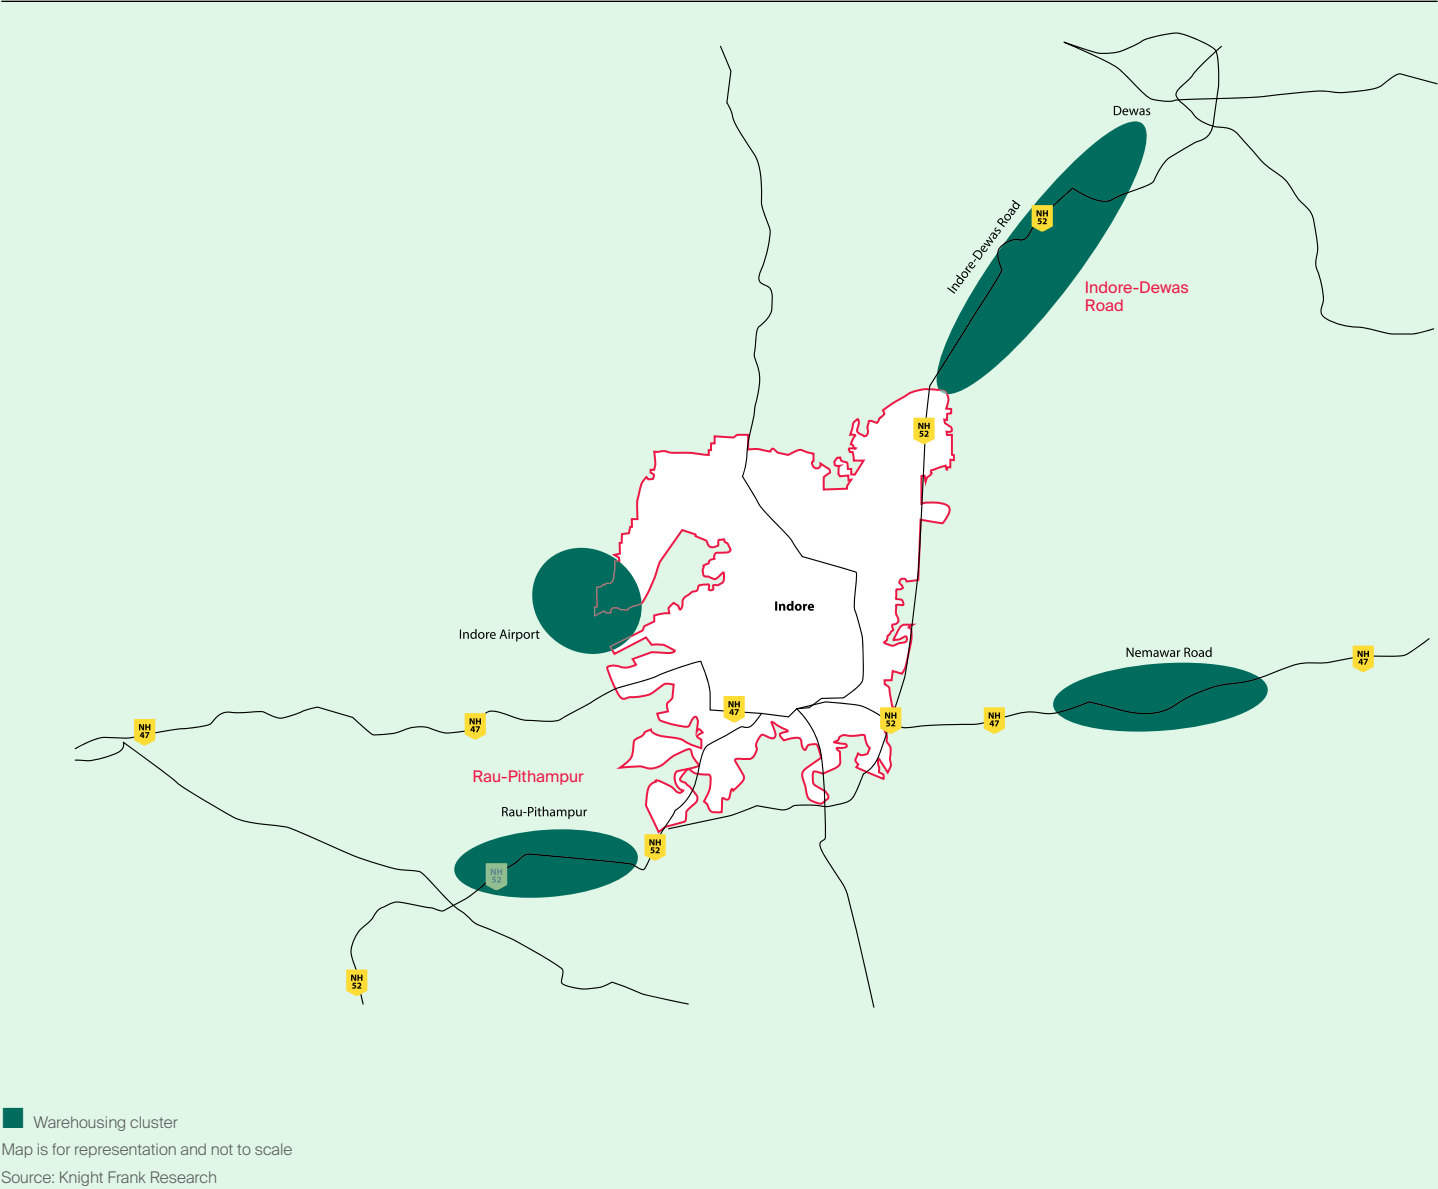 Dewas
NH
52
Indore-Dewas Road
Indore-Dewas
Road
NH
52
Indore
Indore Airport
Nemawar Road
NH
47
NH
47
NH
52
NH
47
NH
47
NH
47
Rau-Pithampur
Rau-Pithampur
NH
52
NH
52
NH
52
Warehousing cluster
Map is for representation and not to scale
Source: Knight Frank Research